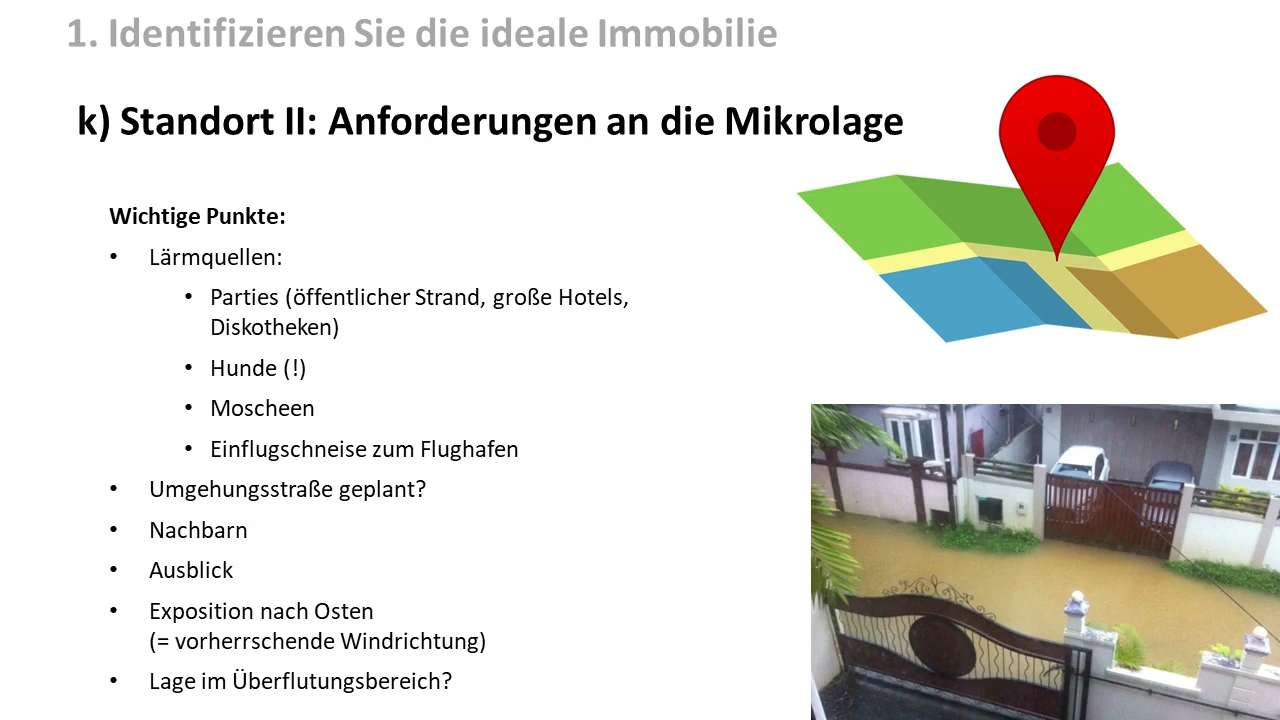 1. Identifizieren Sie die ideale Immobilie
k) Standort II: Anforderungen an die Mikrolage
Wichtige Punkte:
• Lärmquellen:
• Parties (öffentlicher Strand, große Hotels,
Diskotheken)
• Hunde (!)
• Moscheen
• Einflugschneise zum Flughafen
• Umgehungsstraße geplant?
• Nachbarn
• Ausblick
• Exposition nach Osten
(= vorherrschende Windrichtung)
• Lage im Überflutungsbereich?